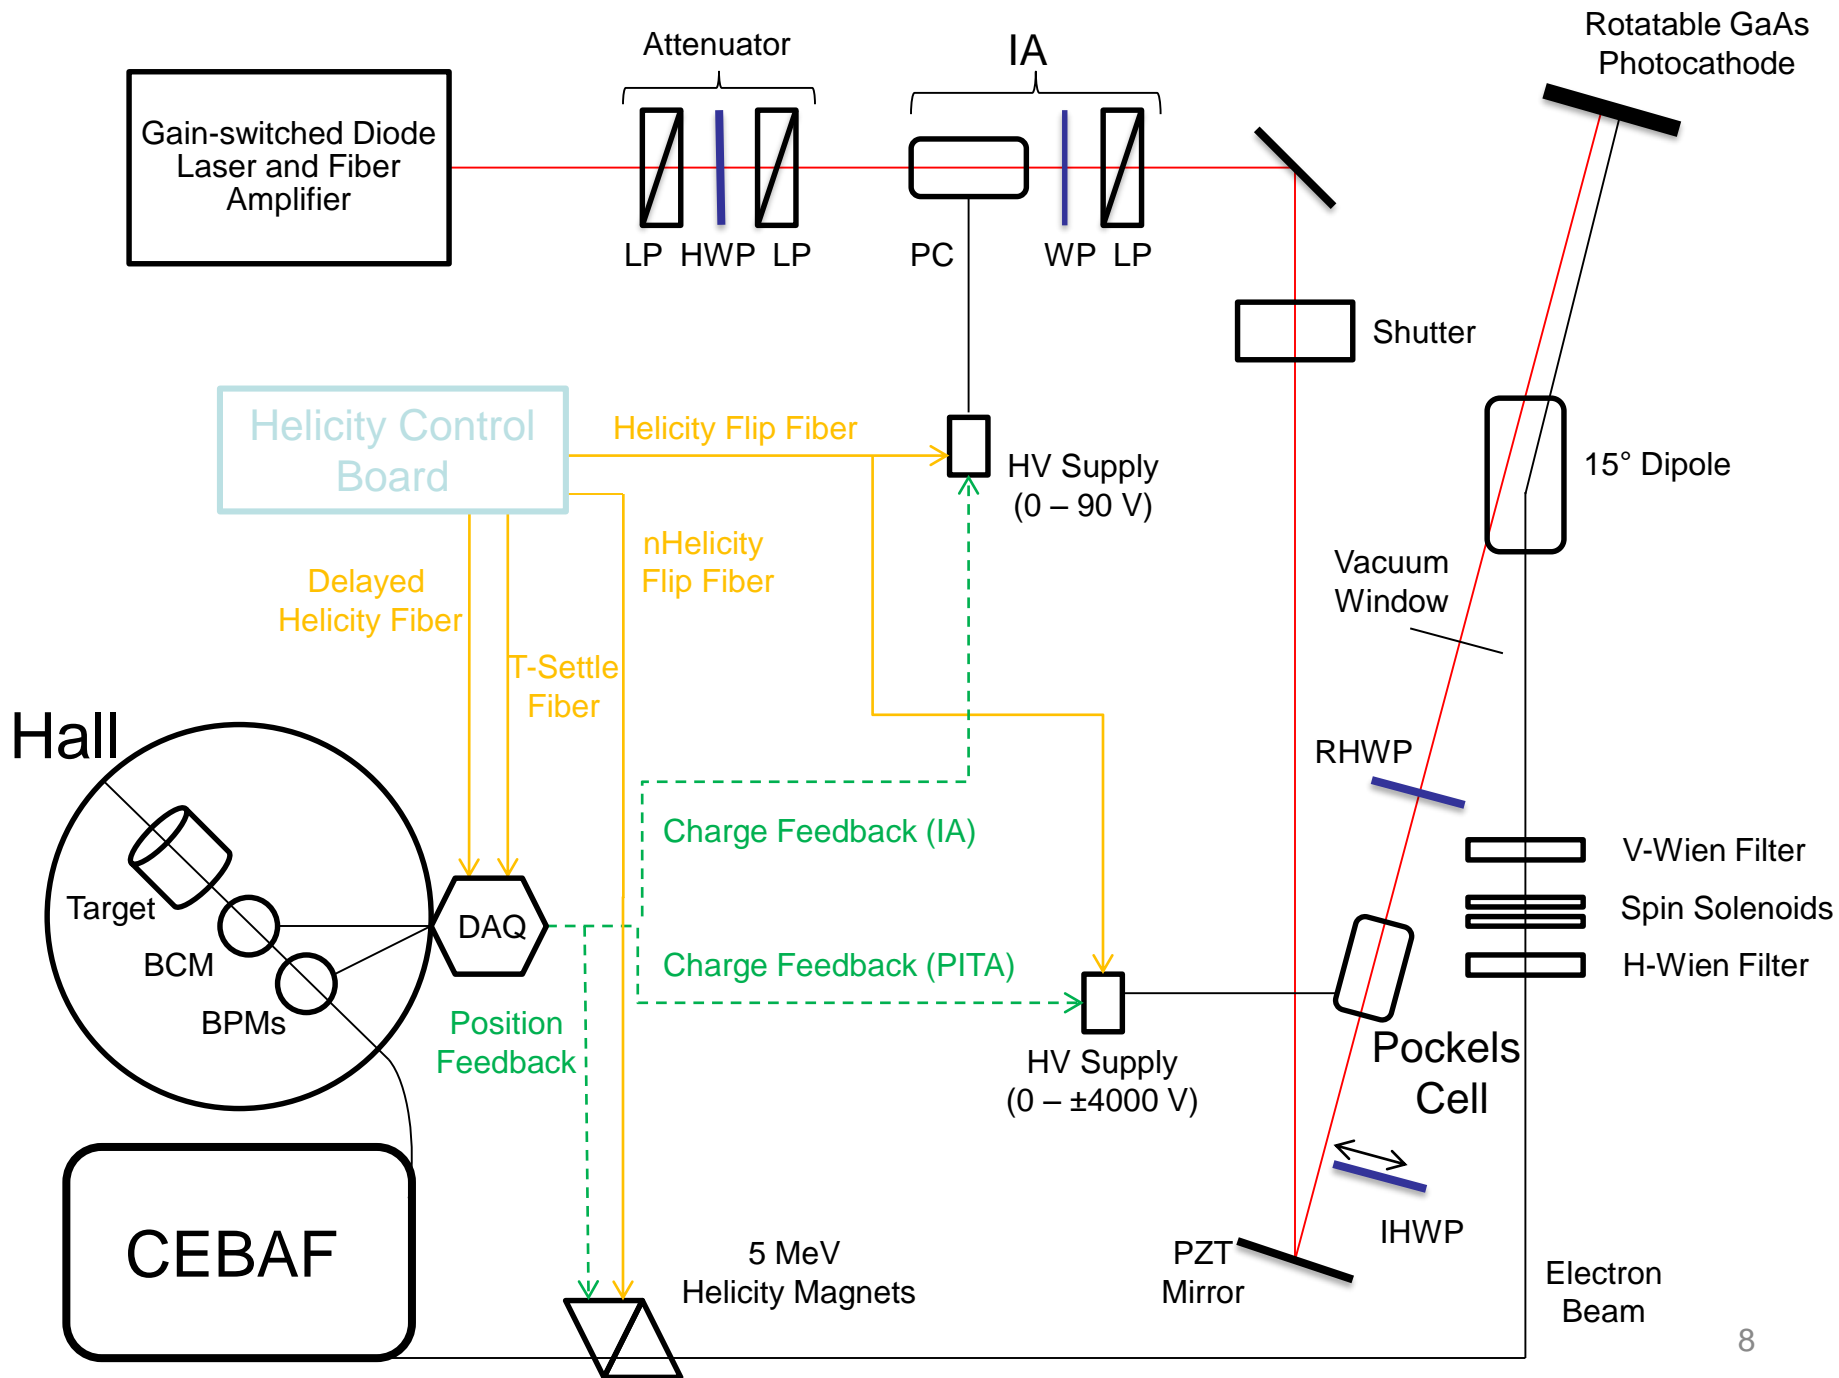 Rotatable GaAs
Photocathode
Attenuator
IA
Gain-switched Diode
Laser and Fiber
Amplifier
LP HWP LP
PC
WP LP
Shutter
Helicity Control
Board
Helicity Flip Fiber
HV Supply
(0 – 90 V)
15° Dipole
nHelicity
Flip Fiber
Delayed
Helicity Fiber
Vacuum
Window
T-Settle
Fiber
Hall
RHWP
Charge Feedback (IA)
V-Wien Filter
Target
Spin Solenoids
DAQ
BCM
Charge Feedback (PITA)
H-Wien Filter
BPMs
Position
Feedback
HV Supply
(0 – ±4000 V)
Pockels
Cell
CEBAF
5 MeV
Helicity Magnets
PZT
Mirror
IHWP
Electron
Beam
8